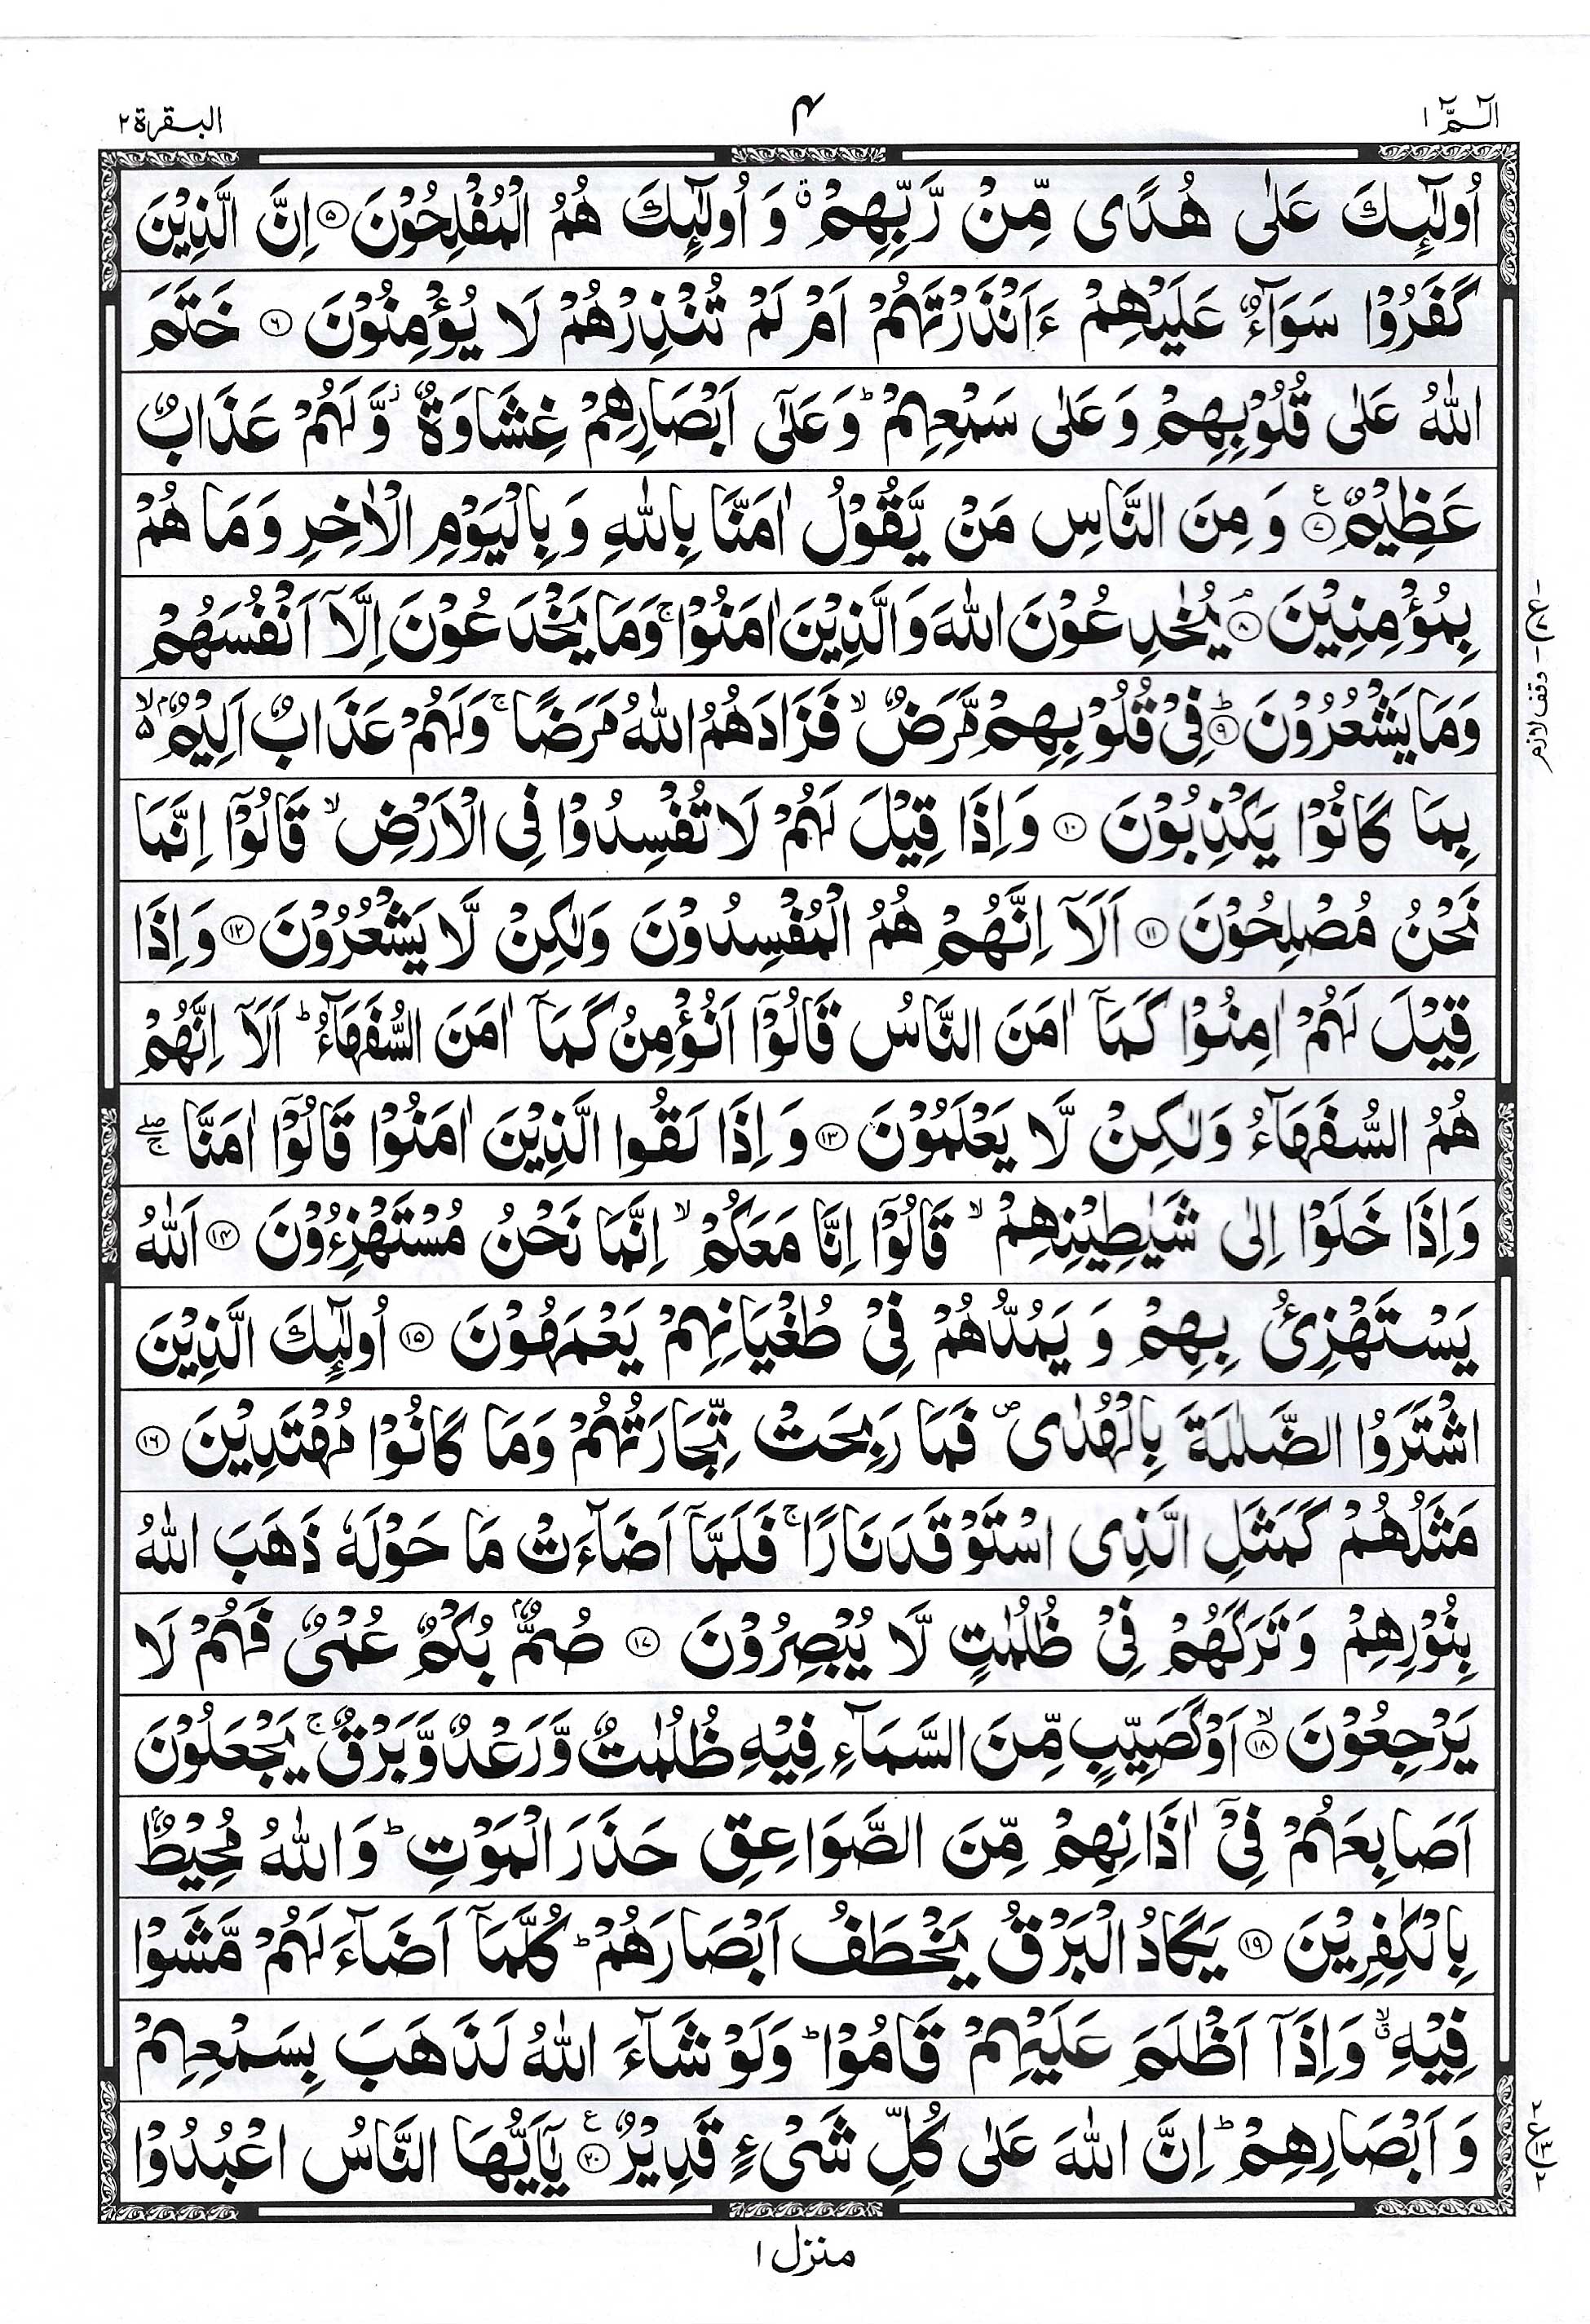 الٓـمّٓ ١
٤
البقرة ٢
اُولٰٓئِكَ عَلٰى هُدًى مِّنْ رَّبِّهِمْ ۗ وَ اُولٰٓئِكَ هُمُ الْمُفْلِحُوْنَ ۝٥ اِنَّ الَّذِيْنَ
كَفَرُوْا سَوَآءٌ عَلَيْهِمْ ءَاَنْذَرْتَهُمْ اَمْ لَمْ تُنْذِرْهُمْ لَا يُؤْمِنُوْنَ ۝٦ خَتَمَ
اللّٰهُ عَلٰى قُلُوْبِهِمْ وَ عَلٰى سَمْعِهِمْ ؕ وَ عَلٰٓى اَبْصَارِهِمْ غِشَاوَةٌ ؗ وَّ لَهُمْ عَذَابٌ
عَظِيْمٌ ۝٧ ع وَ مِنَ النَّاسِ مَنْ يَّقُوْلُ اٰمَنَّا بِاللّٰهِ وَ بِالْيَوْمِ الْاٰخِرِ وَ مَا هُمْ
بِمُؤْمِنِيْنَ ۝٨ۘ يُخٰدِعُوْنَ اللّٰهَ وَ الَّذِيْنَ اٰمَنُوْا ۚ وَ مَا يَخْدَعُوْنَ اِلَّاۤ اَنْفُسَهُمْ
وَ مَا يَشْعُرُوْنَ ۝٩ؕ فِيْ قُلُوْبِهِمْ مَّرَضٌ ۙ فَزَادَهُمُ اللّٰهُ مَرَضًا ۚ وَ لَهُمْ عَذَابٌ اَلِيْمٌۢ ۙ۵
بِمَا كَانُوْا يَكْذِبُوْنَ ۝١٠ وَ اِذَا قِيْلَ لَهُمْ لَا تُفْسِدُوْا فِى الْاَرْضِ ۙ قَالُوْۤا اِنَّمَا
نَحْنُ مُصْلِحُوْنَ ۝١١ اَلَاۤ اِنَّهُمْ هُمُ الْمُفْسِدُوْنَ وَ لٰكِنْ لَّا يَشْعُرُوْنَ ۝١٢ وَ اِذَا
قِيْلَ لَهُمْ اٰمِنُوْا كَمَاۤ اٰمَنَ النَّاسُ قَالُوْۤا اَنُؤْمِنُ كَمَاۤ اٰمَنَ السُّفَهَآءُ ؕ اَلَاۤ اِنَّهُمْ
هُمُ السُّفَهَآءُ وَ لٰكِنْ لَّا يَعْلَمُوْنَ ۝١٣ وَ اِذَا لَقُوا الَّذِيْنَ اٰمَنُوْا قَالُوْۤا اٰمَنَّا ۖۚ
وَ اِذَا خَلَوْا اِلٰى شَيٰطِيْنِهِمْ ۙ قَالُوْۤا اِنَّا مَعَكُمْ ۙ اِنَّمَا نَحْنُ مُسْتَهْزِءُوْنَ ۝١٤ اَللّٰهُ
يَسْتَهْزِئُ بِهِمْ وَ يَمُدُّهُمْ فِيْ طُغْيَانِهِمْ يَعْمَهُوْنَ ۝١٥ اُولٰٓئِكَ الَّذِيْنَ
اشْتَرَوُا الضَّلٰلَةَ بِالْهُدٰى ۪ فَمَا رَبِحَتْ تِّجَارَتُهُمْ وَ مَا كَانُوْا مُهْتَدِيْنَ ۝١٦
مَثَلُهُمْ كَمَثَلِ الَّذِى اسْتَوْقَدَ نَارًا ۚ فَلَمَّاۤ اَضَآءَتْ مَا حَوْلَهٗ ذَهَبَ اللّٰهُ
بِنُوْرِهِمْ وَ تَرَكَهُمْ فِيْ ظُلُمٰتٍ لَّا يُبْصِرُوْنَ ۝١٧ صُمٌّۢ بُكْمٌ عُمْىٌ فَهُمْ لَا
يَرْجِعُوْنَ ۝١٨ۙ اَوْ كَصَيِّبٍ مِّنَ السَّمَآءِ فِيْهِ ظُلُمٰتٌ وَّ رَعْدٌ وَّ بَرْقٌ ۚ يَجْعَلُوْنَ
اَصَابِعَهُمْ فِيْۤ اٰذَانِهِمْ مِّنَ الصَّوَاعِقِ حَذَرَ الْمَوْتِ ؕ وَ اللّٰهُ مُحِيْطٌۢ
بِالْكٰفِرِيْنَ ۝١٩ يَكَادُ الْبَرْقُ يَخْطَفُ اَبْصَارَهُمْ ؕ كُلَّمَاۤ اَضَآءَ لَهُمْ مَّشَوْا
فِيْهِ ۙ وَ اِذَاۤ اَظْلَمَ عَلَيْهِمْ قَامُوْا ؕ وَ لَوْ شَآءَ اللّٰهُ لَذَهَبَ بِسَمْعِهِمْ
وَ اَبْصَارِهِمْ ؕ اِنَّ اللّٰهَ عَلٰى كُلِّ شَىْءٍ قَدِيْرٌ ۝٢٠ ع يٰۤاَيُّهَا النَّاسُ اعْبُدُوْا
وقف لازم
منزل ١